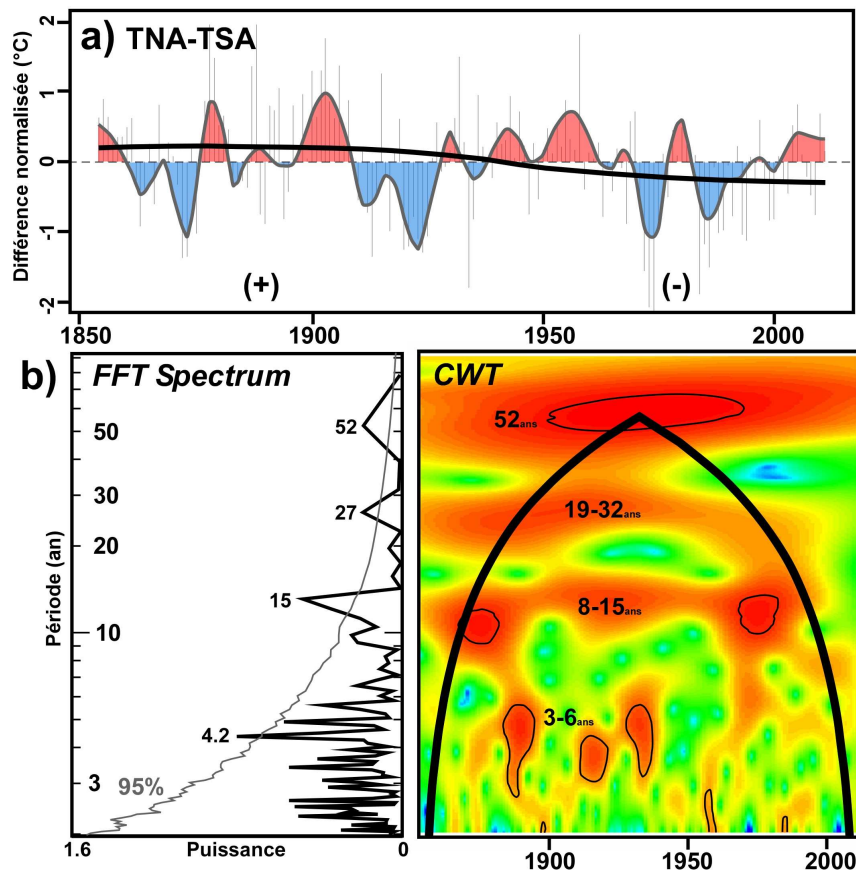 a) TNA-TSA
Différence normalisée (°C)
2
1
0
-1
-2
(+)
(-)
1850
1900
1950
2000
b) FFT Spectrum
CWT
Période (an)
50
30
20
10
3
52
27
15
4.2
95%
1.6
Puissance
0
52ans
19-32ans
8-15ans
3-6ans
1900
1950
2000